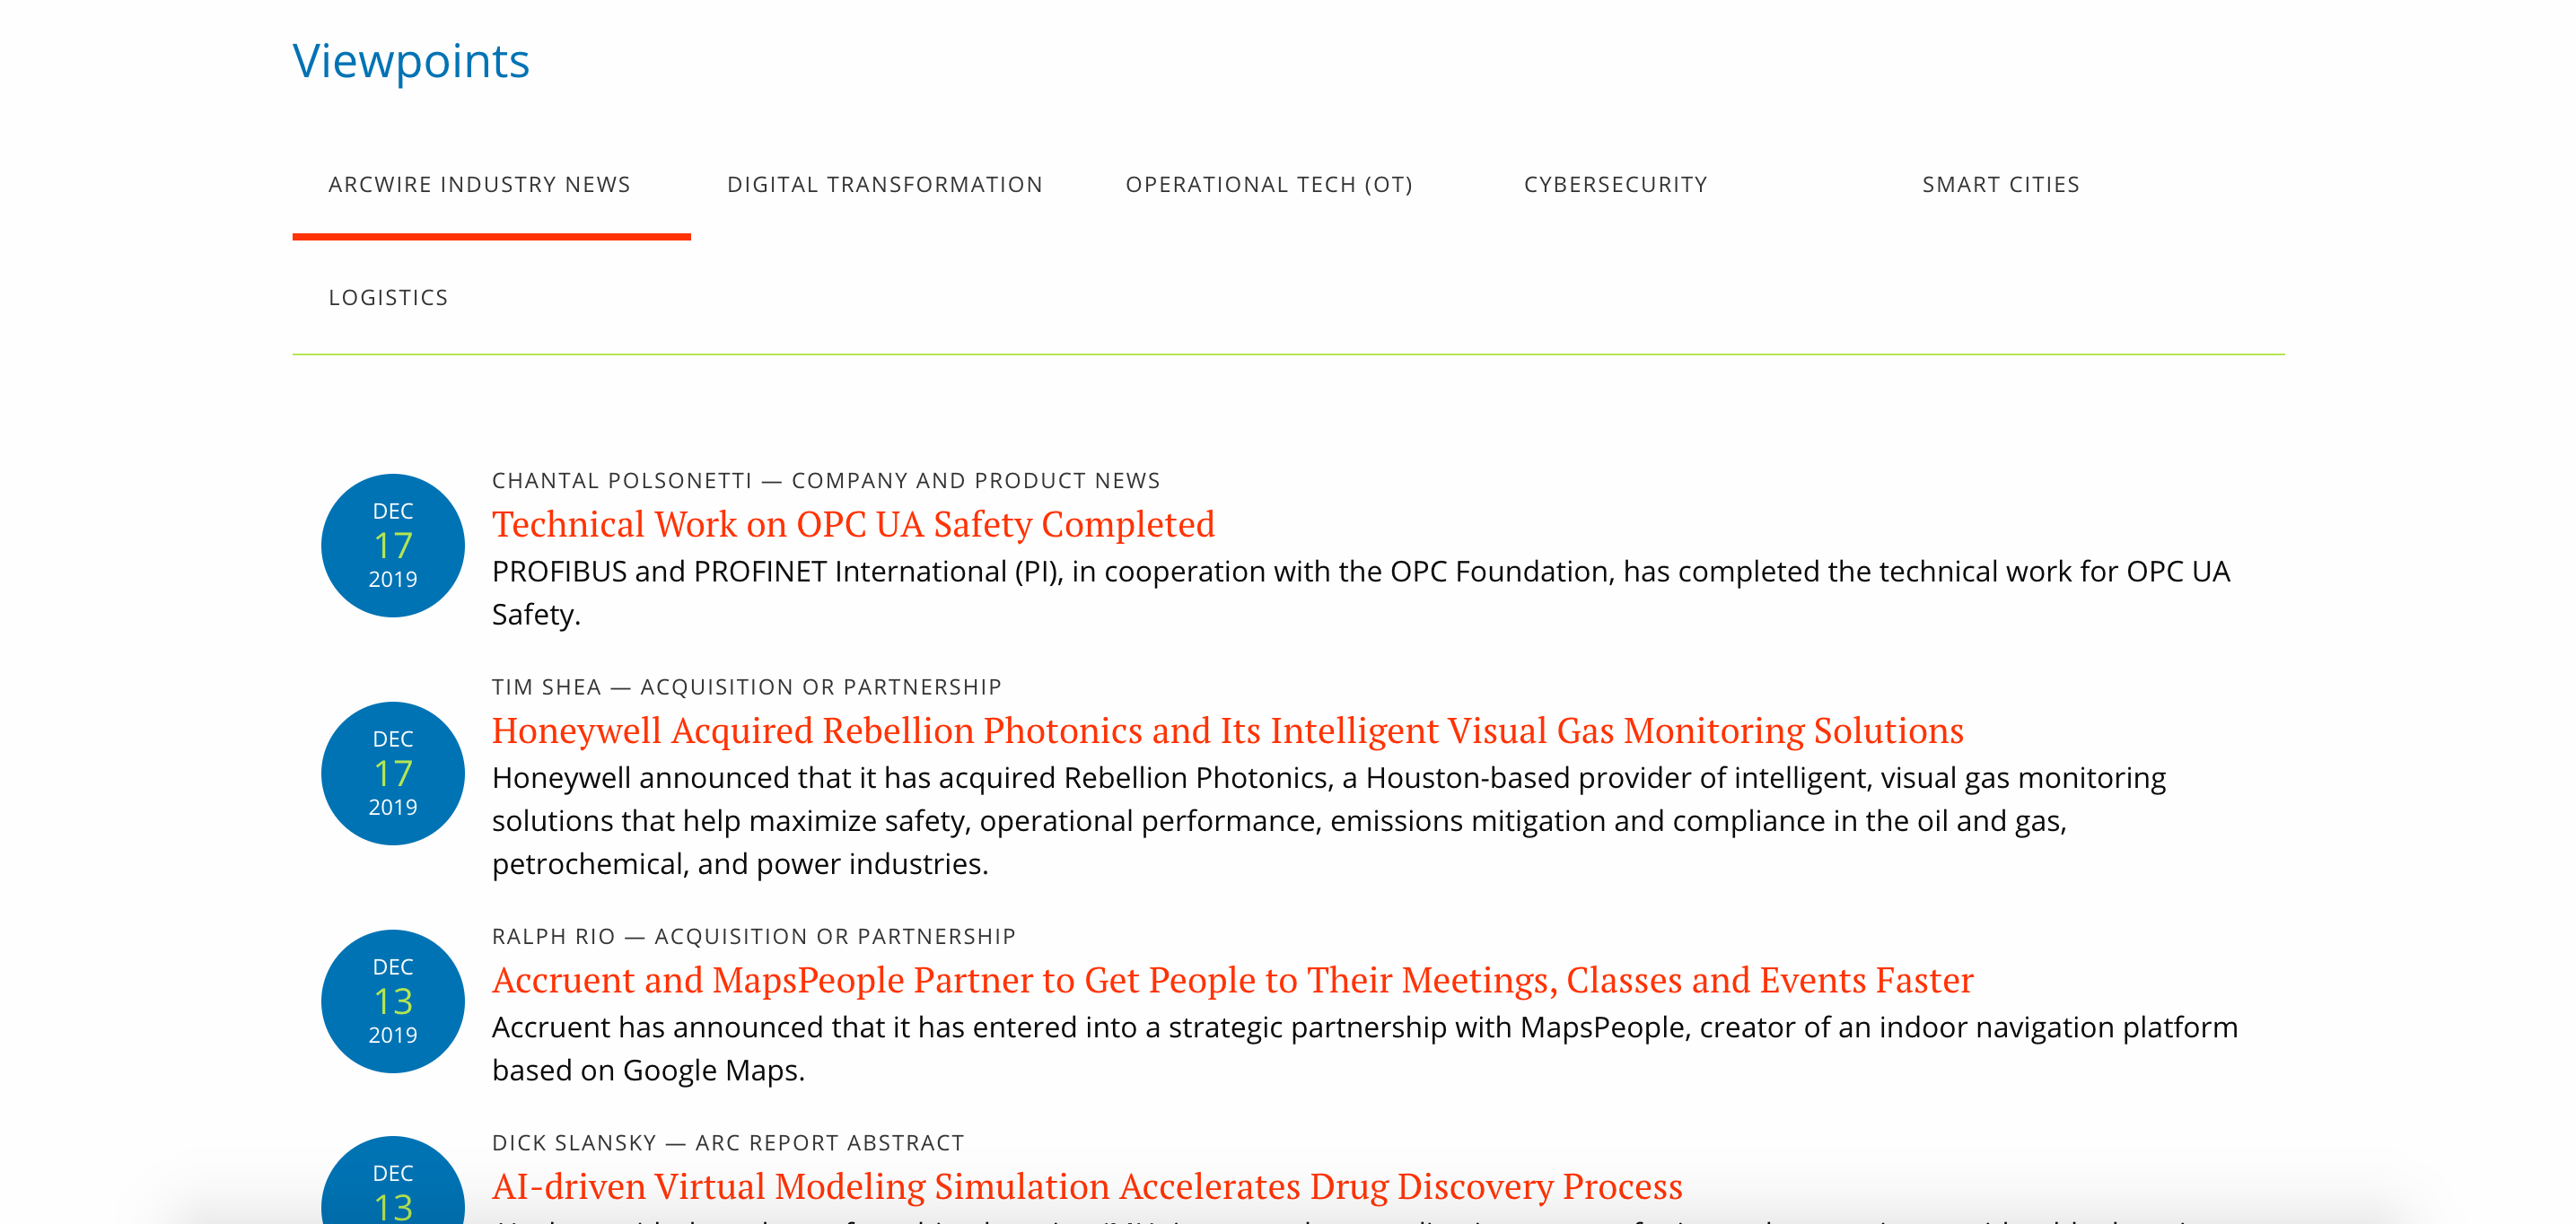 Viewpoints
ARCWIRE INDUSTRY NEWS
DIGITAL TRANSFORMATION
OPERATIONAL TECH (OT)
CYBERSECURITY
SMART CITIES
LOGISTICS
DEC
17
2019
CHANTAL POLSONETTI — COMPANY AND PRODUCT NEWS
Technical Work on OPC UA Safety Completed
PROFIBUS and PROFINET International (PI), in cooperation with the OPC Foundation, has completed the technical work for OPC UA
Safety.
DEC
17
2019
TIM SHEA — ACQUISITION OR PARTNERSHIP
Honeywell Acquired Rebellion Photonics and Its Intelligent Visual Gas Monitoring Solutions
Honeywell announced that it has acquired Rebellion Photonics, a Houston-based provider of intelligent, visual gas monitoring
solutions that help maximize safety, operational performance, emissions mitigation and compliance in the oil and gas,
petrochemical, and power industries.
DEC
13
2019
RALPH RIO — ACQUISITION OR PARTNERSHIP
Accruent and MapsPeople Partner to Get People to Their Meetings, Classes and Events Faster
Accruent has announced that it has entered into a strategic partnership with MapsPeople, creator of an indoor navigation platform
based on Google Maps.
DEC
13
DICK SLANSKY — ARC REPORT ABSTRACT
AI-driven Virtual Modeling Simulation Accelerates Drug Discovery Process